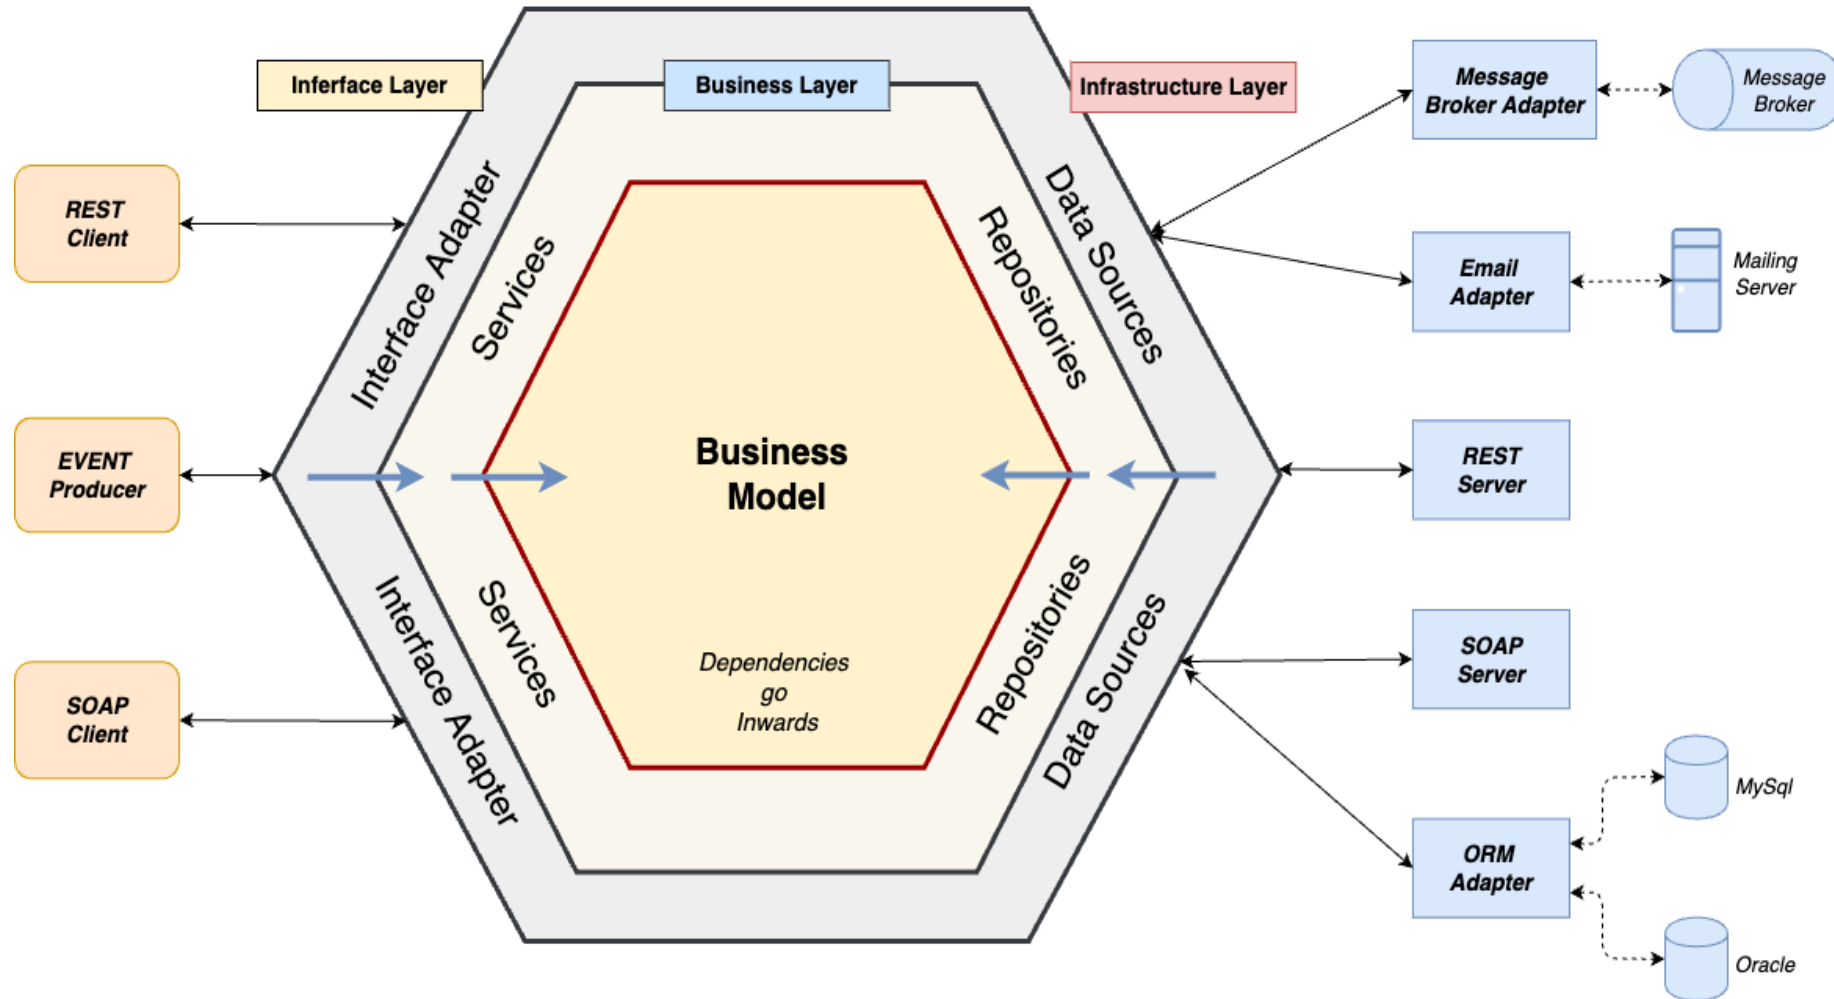 Inferface Layer
Business Layer
Infrastructure Layer
Message
Broker Adapter
Message
Broker
REST
Client
Interface Adapter
Services
Repositories
Data Sources
Email
Adapter
Mailing
Server
EVENT
Producer
Business
Model
REST
Server
Interface Adapter
Services
Dependencies
go
Inwards
Repositories
Data Sources
SOAP
Client
SOAP
Server
MySql
ORM
Adapter
Oracle